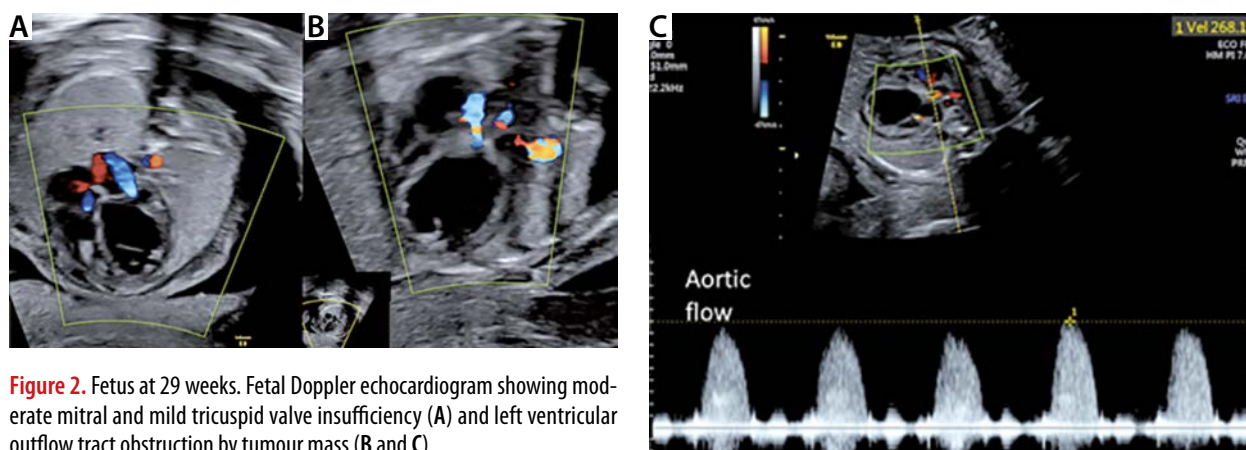 A
B
C
1 Vel 268.1
ECO F
HM PI 7.
SRI
Aortic
flow
1
Figure 2. Fetus at 29 weeks. Fetal Doppler echocardiogram showing mod-
erate mitral and mild tricuspid valve insufficiency (A) and left ventricular
outflow tract obstruction by tumour mass (B and C)